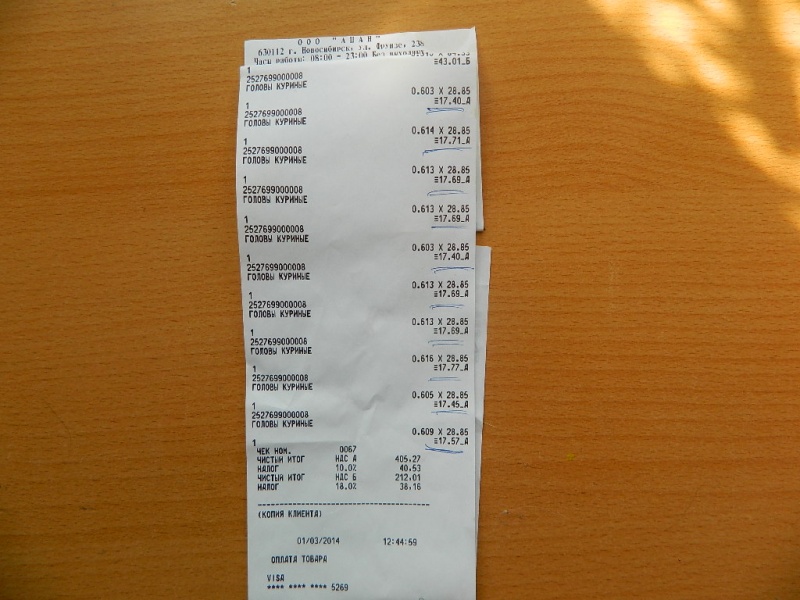 ООО "АШАН"
630112 г. Новосибирск, ул. Фрунзе, 238
Часы работы: 08:00 - 23:00 Без
≡43.01_Б
1
2527699000008
ГОЛОВЫ КУРИНЫЕ
0.603 X 28.85
≡17.40_А
1
2527699000008
ГОЛОВЫ КУРИНЫЕ
0.614 X 28.85
≡17.71_А
1
2527699000008
ГОЛОВЫ КУРИНЫЕ
0.613 X 28.85
≡17.69_А
1
2527699000008
ГОЛОВЫ КУРИНЫЕ
0.613 X 28.85
≡17.69_А
1
2527699000008
ГОЛОВЫ КУРИНЫЕ
0.603 X 28.85
≡17.40_А
1
2527699000008
ГОЛОВЫ КУРИНЫЕ
0.613 X 28.85
≡17.69_А
1
2527699000008
ГОЛОВЫ КУРИНЫЕ
0.613 X 28.85
≡17.69_А
1
2527699000008
ГОЛОВЫ КУРИНЫЕ
0.616 X 28.85
≡17.77_А
1
2527699000008
ГОЛОВЫ КУРИНЫЕ
0.605 X 28.85
≡17.45_А
1
2527699000008
ГОЛОВЫ КУРИНЫЕ
0.609 X 28.85
≡17.57_А
1
ЧЕК НОМ. 0067
ЧИСТЫЙ ИТОГ НДС А 405.27
НАЛОГ 10.0% 40.53
ЧИСТЫЙ ИТОГ НДС Б 212.01
НАЛОГ 18.0% 38.16
(КОПИЯ КЛИЕНТА)
01/03/2014 12:44:59
ОПЛАТА ТОВАРА
VISA
**** **** **** 5269